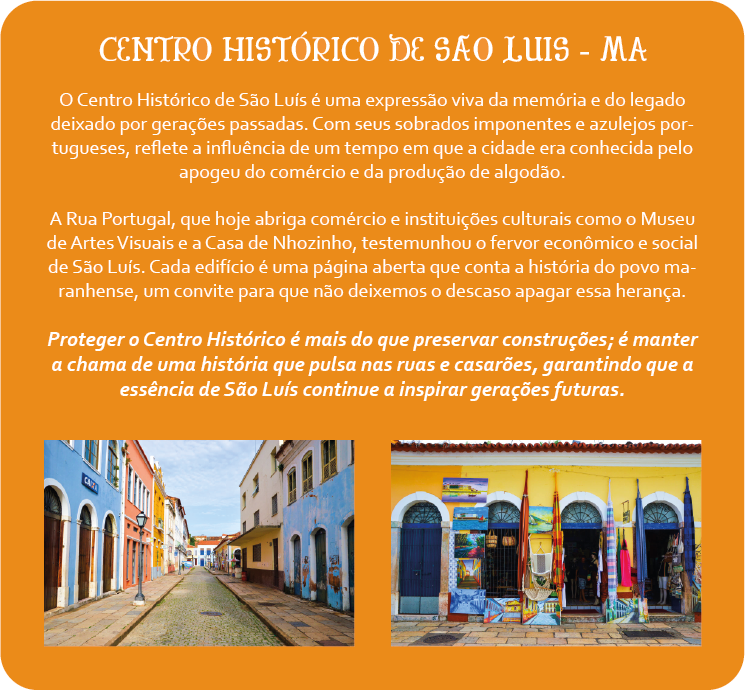 CENTRO HISTÓRICO DE SÃO LUIS - MA
O Centro Histórico de São Luís é uma expressão viva da memória e do legado
deixado por gerações passadas. Com seus sobrados imponentes e azulejos por-
tugueses, reflete a influência de um tempo em que a cidade era conhecida pelo
apogeu do comércio e da produção de algodão.
A Rua Portugal, que hoje abriga comércio e instituições culturais como o Museu
de Artes Visuais e a Casa de Nhozinho, testemunhou o fervor econômico e social
de São Luís. Cada edifício é uma página aberta que conta a história do povo ma-
ranhense, um convite para que não deixemos o descaso apagar essa herança.
Proteger o Centro Histórico é mais do que preservar construções; é manter
a chama de uma história que pulsa nas ruas e casarões, garantindo que a
essência de São Luís continue a inspirar gerações futuras.